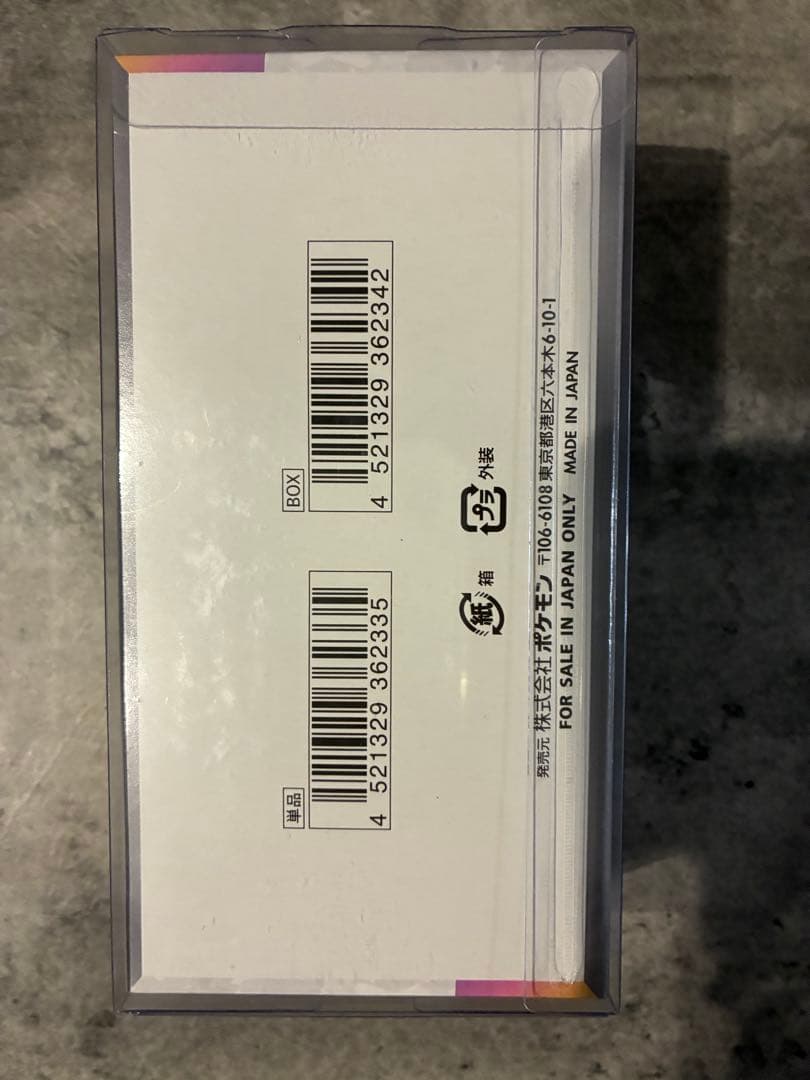 単品
4 521329 362335
BOX
4 521329 362342
紙 箱
プラ 外装
発売元 株式会社 ポケモン 〒106-6108 東京都港区六本木6-10-1
FOR SALE IN JAPAN ONLY MADE IN JAPAN